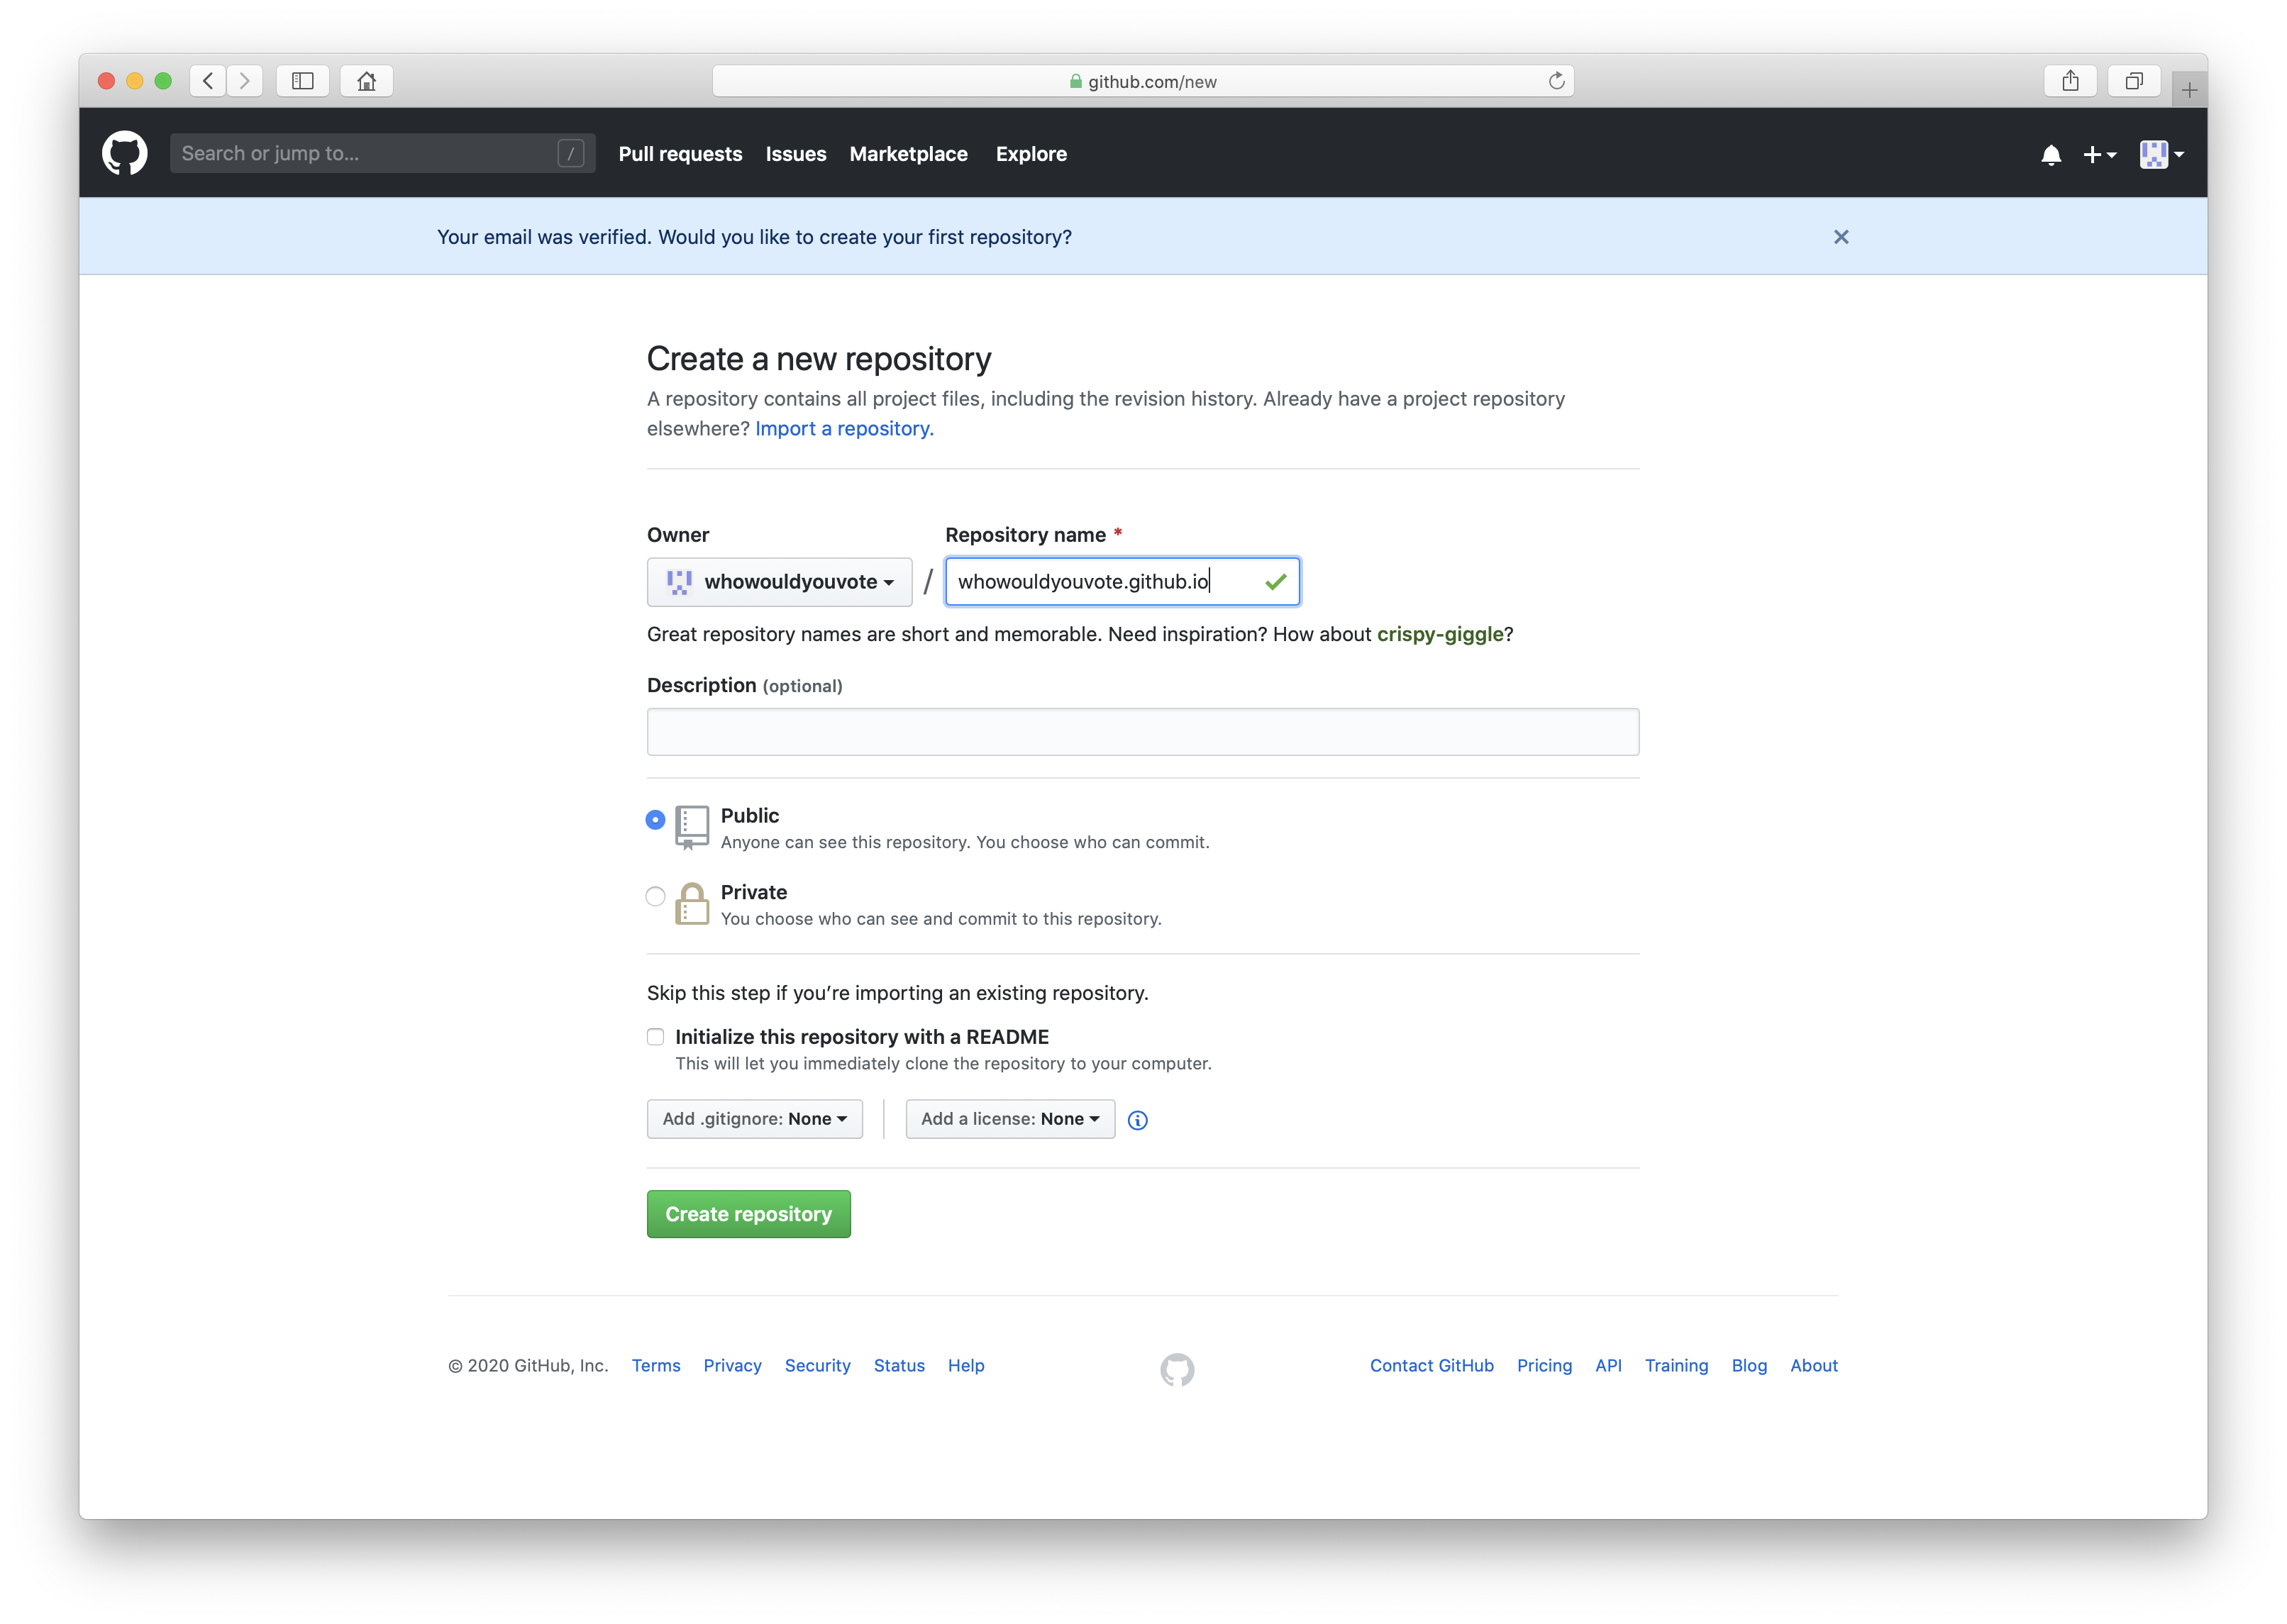 github.com/new
Search or jump to... /
Pull requests Issues Marketplace Explore
Your email was verified. Would you like to create your first repository?
Create a new repository
A repository contains all project files, including the revision history. Already have a project repository
elsewhere? Import a repository.
Owner
Repository name *
whowouldyouvote / whowouldyouvote.github.io
Great repository names are short and memorable. Need inspiration? How about crispy-giggle?
Description (optional)
Public
Anyone can see this repository. You choose who can commit.
Private
You choose who can see and commit to this repository.
Skip this step if you’re importing an existing repository.
Initialize this repository with a README
This will let you immediately clone the repository to your computer.
Add .gitignore: None Add a license: None
Create repository
© 2020 GitHub, Inc. Terms Privacy Security Status Help Contact GitHub Pricing API Training Blog About